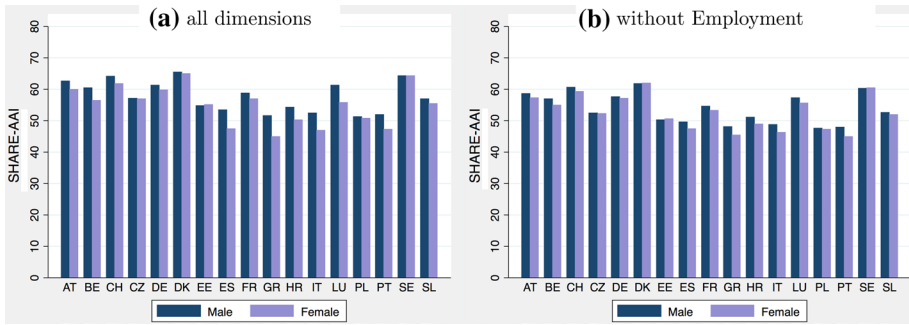 (a) all dimensions
SHARE-AAI
80
70
60
50
40
30
20
10
0
AT BE CH CZ DE DK EE ES FR GR HR IT LU PL PT SE SL
Male Female
(b) without Employment
SHARE-AAI
80
70
60
50
40
30
20
10
0
AT BE CH CZ DE DK EE ES FR GR HR IT LU PL PT SE SL
Male Female